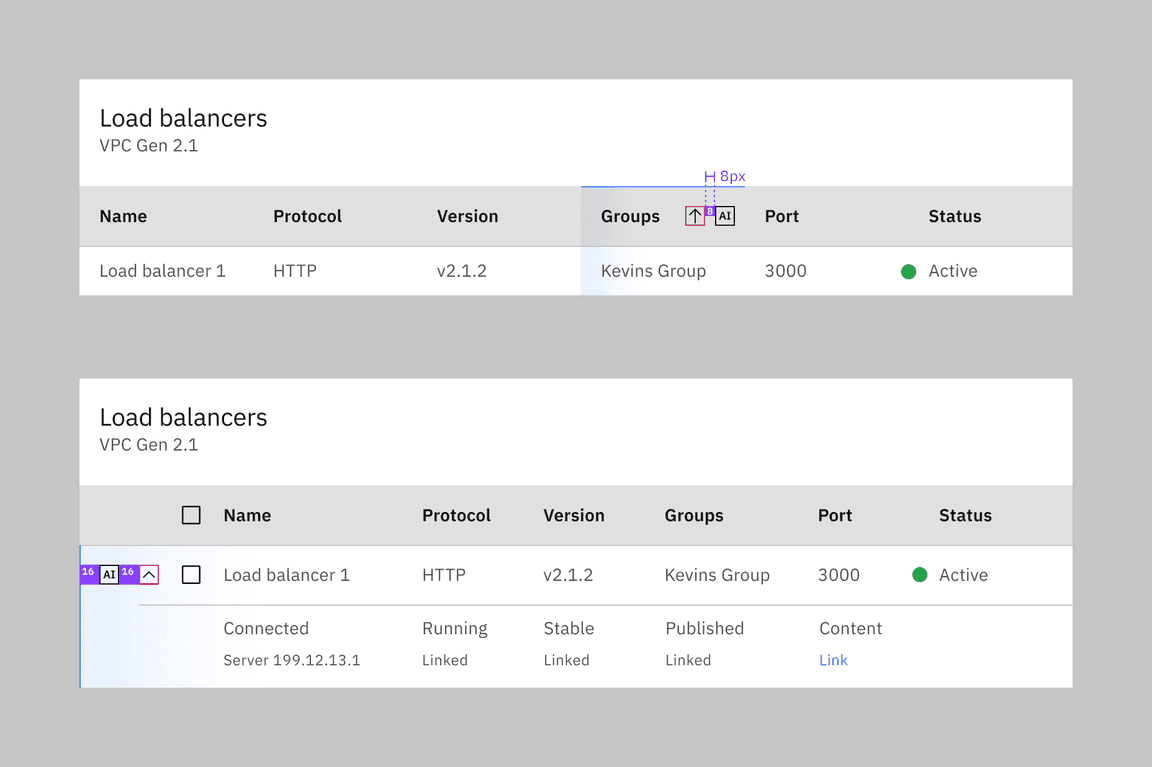 Load balancers
VPC Gen 2.1
8px
Name Protocol Version Groups 8 AI Port Status
Load balancer 1 HTTP v2.1.2 Kevins Group 3000 Active
Load balancers
VPC Gen 2.1
Name Protocol Version Groups Port Status
16 AI 16 Load balancer 1 HTTP v2.1.2 Kevins Group 3000 Active
Connected Running Stable Published Content
Server 199.12.13.1 Linked Linked Linked Link